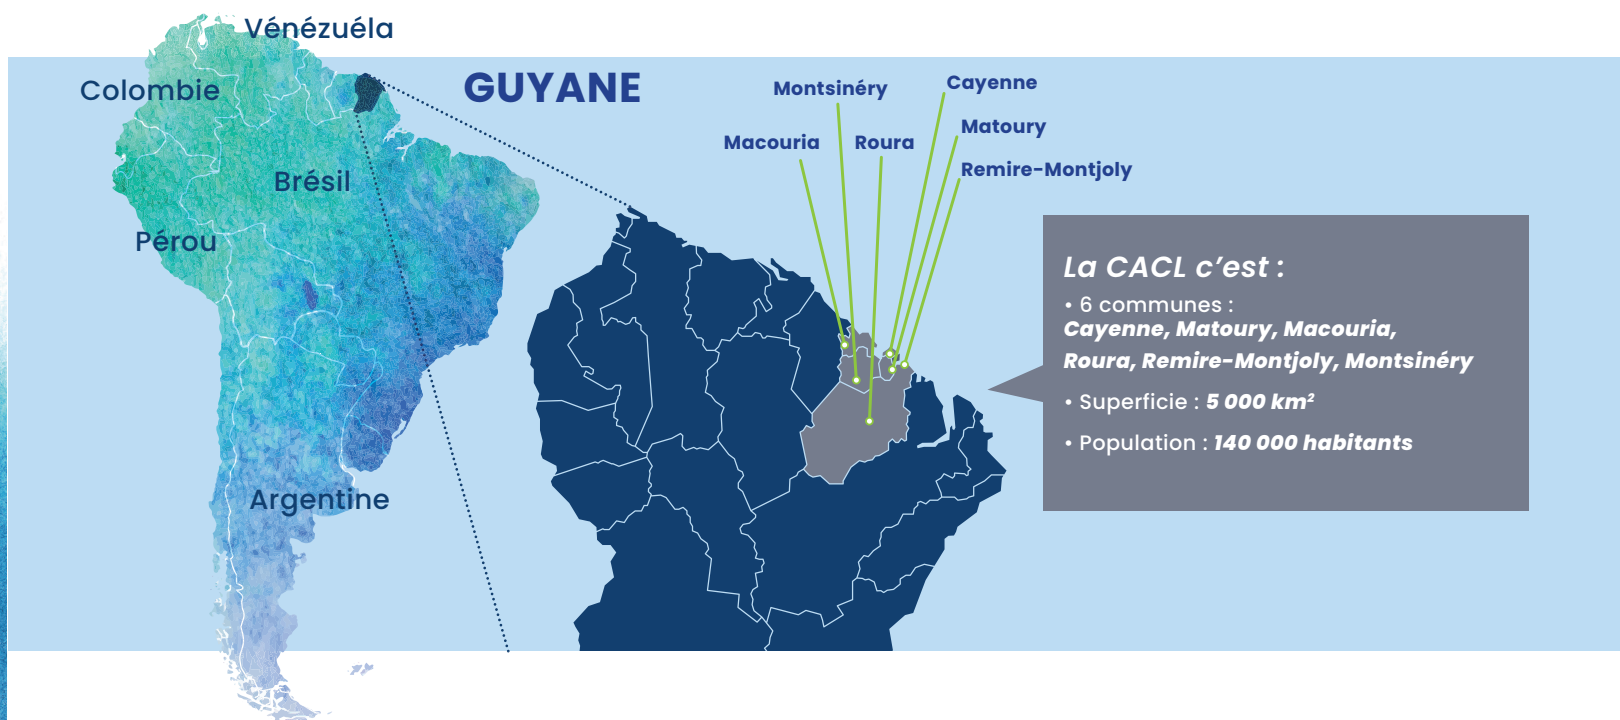 Vénézuéla
Colombie
Brésil
Pérou
Argentine
GUYANE
Montsinéry
Cayenne
Macouria
Roura
Matoury
Remire-Montjoly
La CACL c’est :
• 6 communes :
Cayenne, Matoury, Macouria,
Roura, Remire-Montjoly, Montsinéry
• Superficie : 5 000 km²
• Population : 140 000 habitants